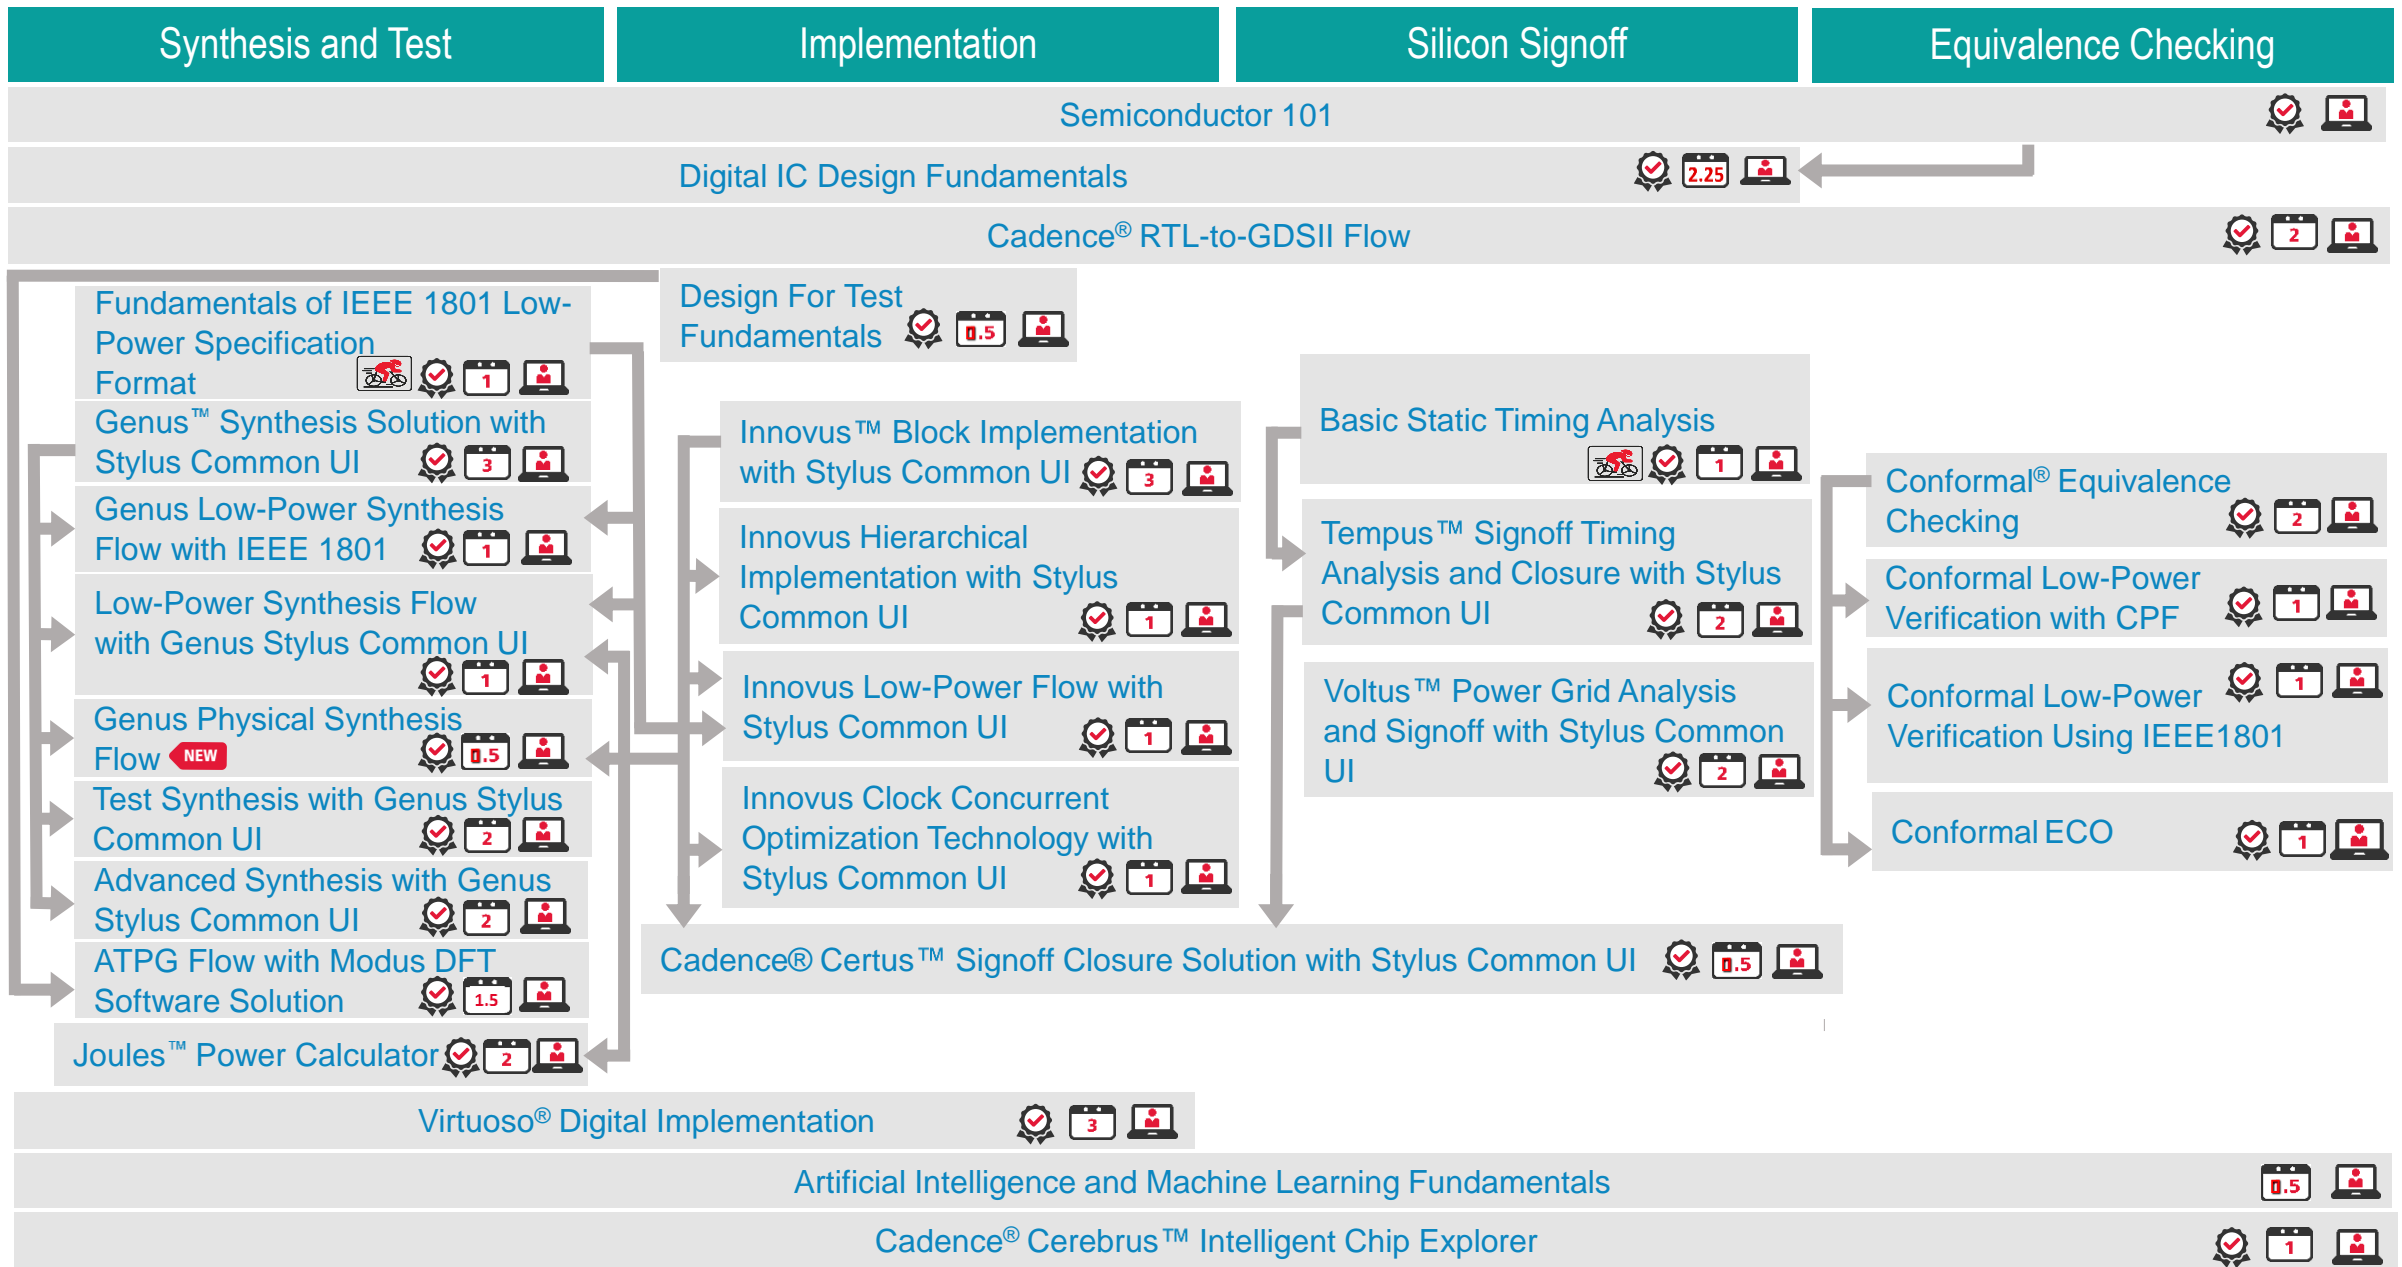 Synthesis and Test
Implementation
Silicon Signoff
Equivalence Checking
Semiconductor 101
Digital IC Design Fundamentals
2.25
Cadence® RTL-to-GDSII Flow
2
Design For Test
Fundamentals
0.5
Fundamentals of IEEE 1801 Low-
Power Specification
Format
1
Genus™ Synthesis Solution with
Stylus Common UI
3
Genus Low-Power Synthesis
Flow with IEEE 1801
1
Low-Power Synthesis Flow
with Genus Stylus Common UI
1
Genus Physical Synthesis
Flow
NEW
0.5
Test Synthesis with Genus Stylus
Common UI
2
Advanced Synthesis with Genus
Stylus Common UI
2
ATPG Flow with Modus DFT
Software Solution
1.5
Joules™ Power Calculator
2
Innovus™ Block Implementation
with Stylus Common UI
3
Innovus Hierarchical
Implementation with Stylus
Common UI
1
Innovus Low-Power Flow with
Stylus Common UI
1
Innovus Clock Concurrent
Optimization Technology with
Stylus Common UI
1
Basic Static Timing Analysis
1
Tempus™ Signoff Timing
Analysis and Closure with Stylus
Common UI
2
Voltus™ Power Grid Analysis
and Signoff with Stylus Common
UI
2
Conformal® Equivalence
Checking
2
Conformal Low-Power
Verification with CPF
1
Conformal Low-Power
Verification Using IEEE1801
1
Conformal ECO
1
Cadence® Certus™ Signoff Closure Solution with Stylus Common UI
0.5
Virtuoso® Digital Implementation
3
Artificial Intelligence and Machine Learning Fundamentals
0.5
Cadence® Cerebrus™ Intelligent Chip Explorer
1